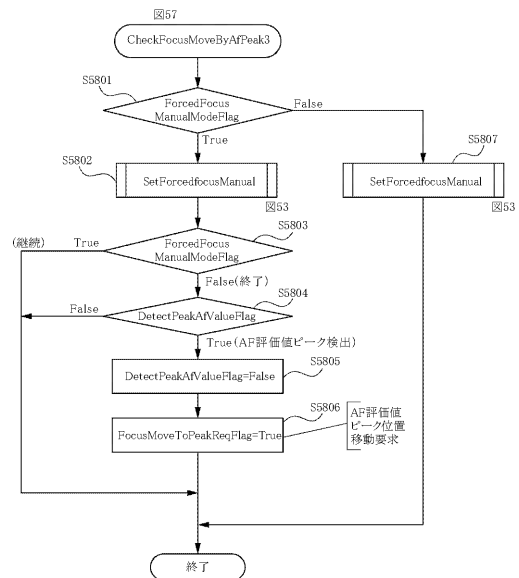 図57
CheckFocusMoveByAfPeak3
S5801
ForcedFocus
ManualModeFlag
False
True
S5802
SetForcedfocusManual
図53
S5807
SetForcedfocusManual
図53
S5803
(継続)
True
ForcedFocus
ManualModeFlag
False(終了)
S5804
False
DetectPeakAfValueFlag
True(AF評価値ピーク検出)
S5805
DetectPeakAfValueFlag=False
S5806
FocusMoveToPeakReqFlag=True
AF評価値
ピーク位置
移動要求
終了